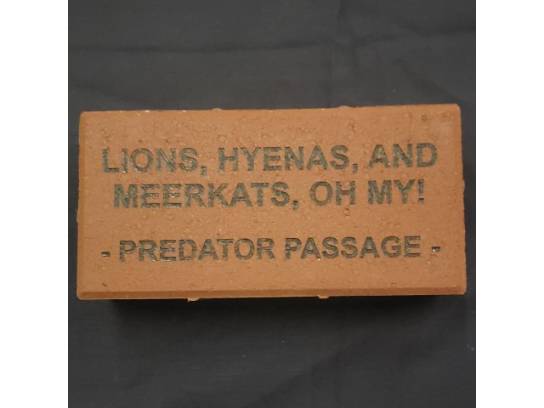 LIONS, HYENAS, AND
MEERKATS, OH MY!
- PREDATOR PASSAGE -